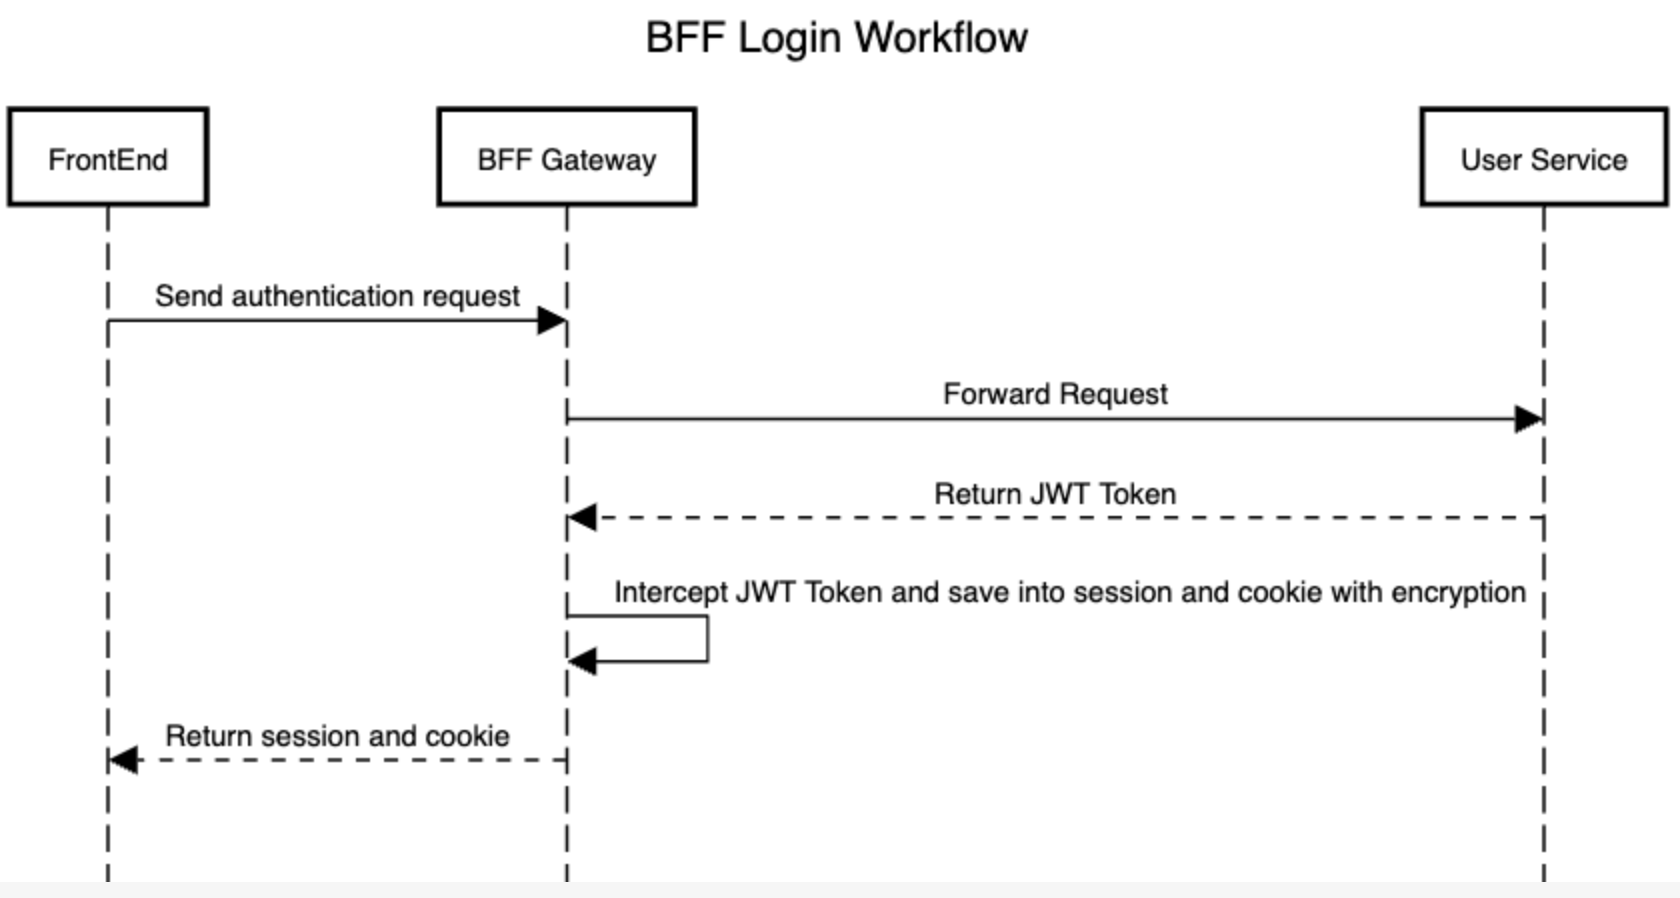 BFF Login Workflow
FrontEnd
BFF Gateway
User Service
Send authentication request
Forward Request
Return JWT Token
Intercept JWT Token and save into session and cookie with encryption
Return session and cookie